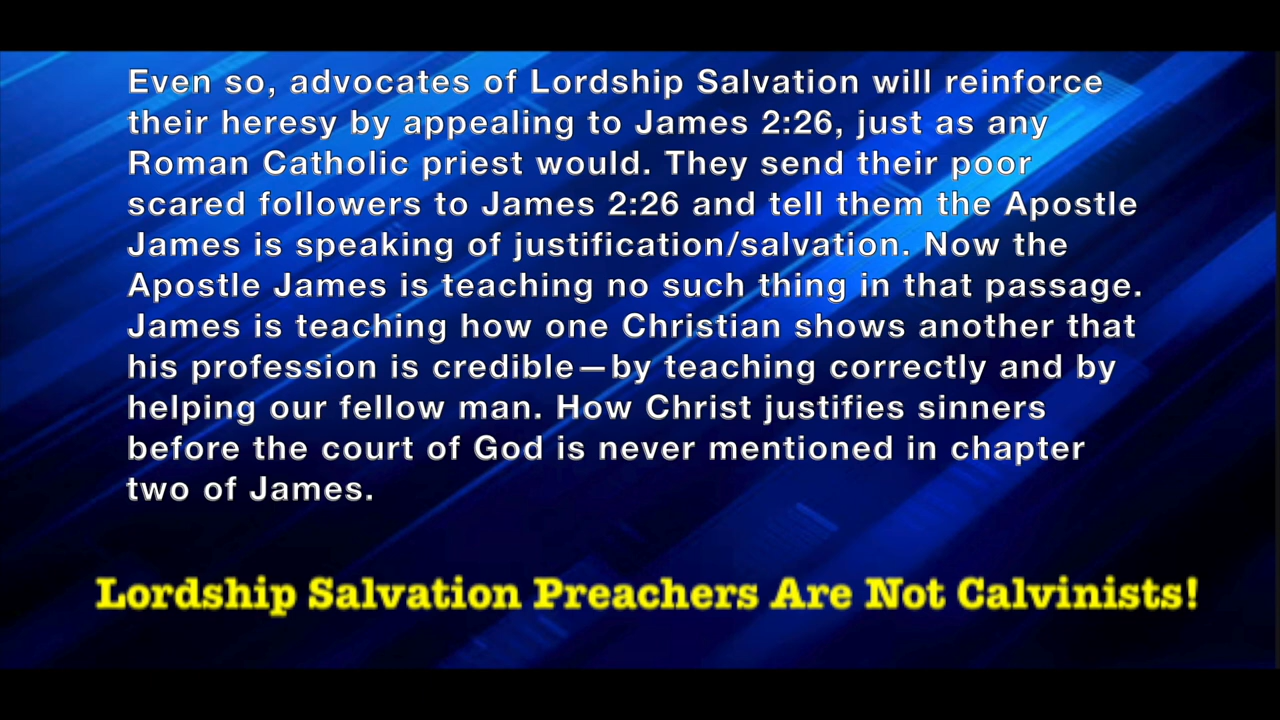 Even so, advocates of Lordship Salvation will reinforce
their heresy by appealing to James 2:26, just as any
Roman Catholic priest would. They send their poor
scared followers to James 2:26 and tell them the Apostle
James is speaking of justification/salvation. Now the
Apostle James is teaching no such thing in that passage.
James is teaching how one Christian shows another that
his profession is credible—by teaching correctly and by
helping our fellow man. How Christ justifies sinners
before the court of God is never mentioned in chapter
two of James.
Lordship Salvation Preachers Are Not Calvinists!